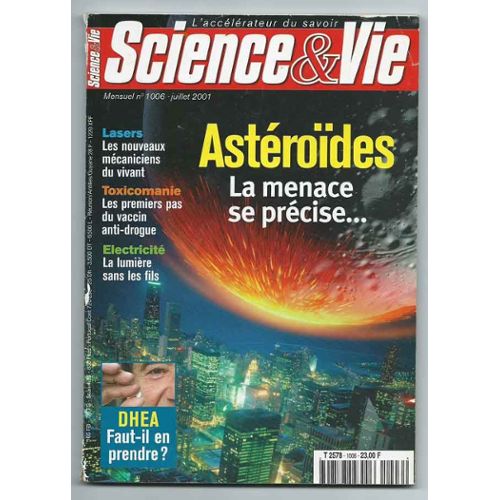 L'accélérateur du savoir
Science&Vie
Science&Vie
Mensuel n° 1006 - juillet 2001
Lasers
Les nouveaux
mécaniciens
du vivant
Toxicomanie
Les premiers pas
du vaccin
anti-drogue
Electricité
La lumière
sans les fils
Astéroïdes
La menace
se précise...
DHEA
Faut-il en
prendre ?
T 2578 - 1006 - 23,00 F